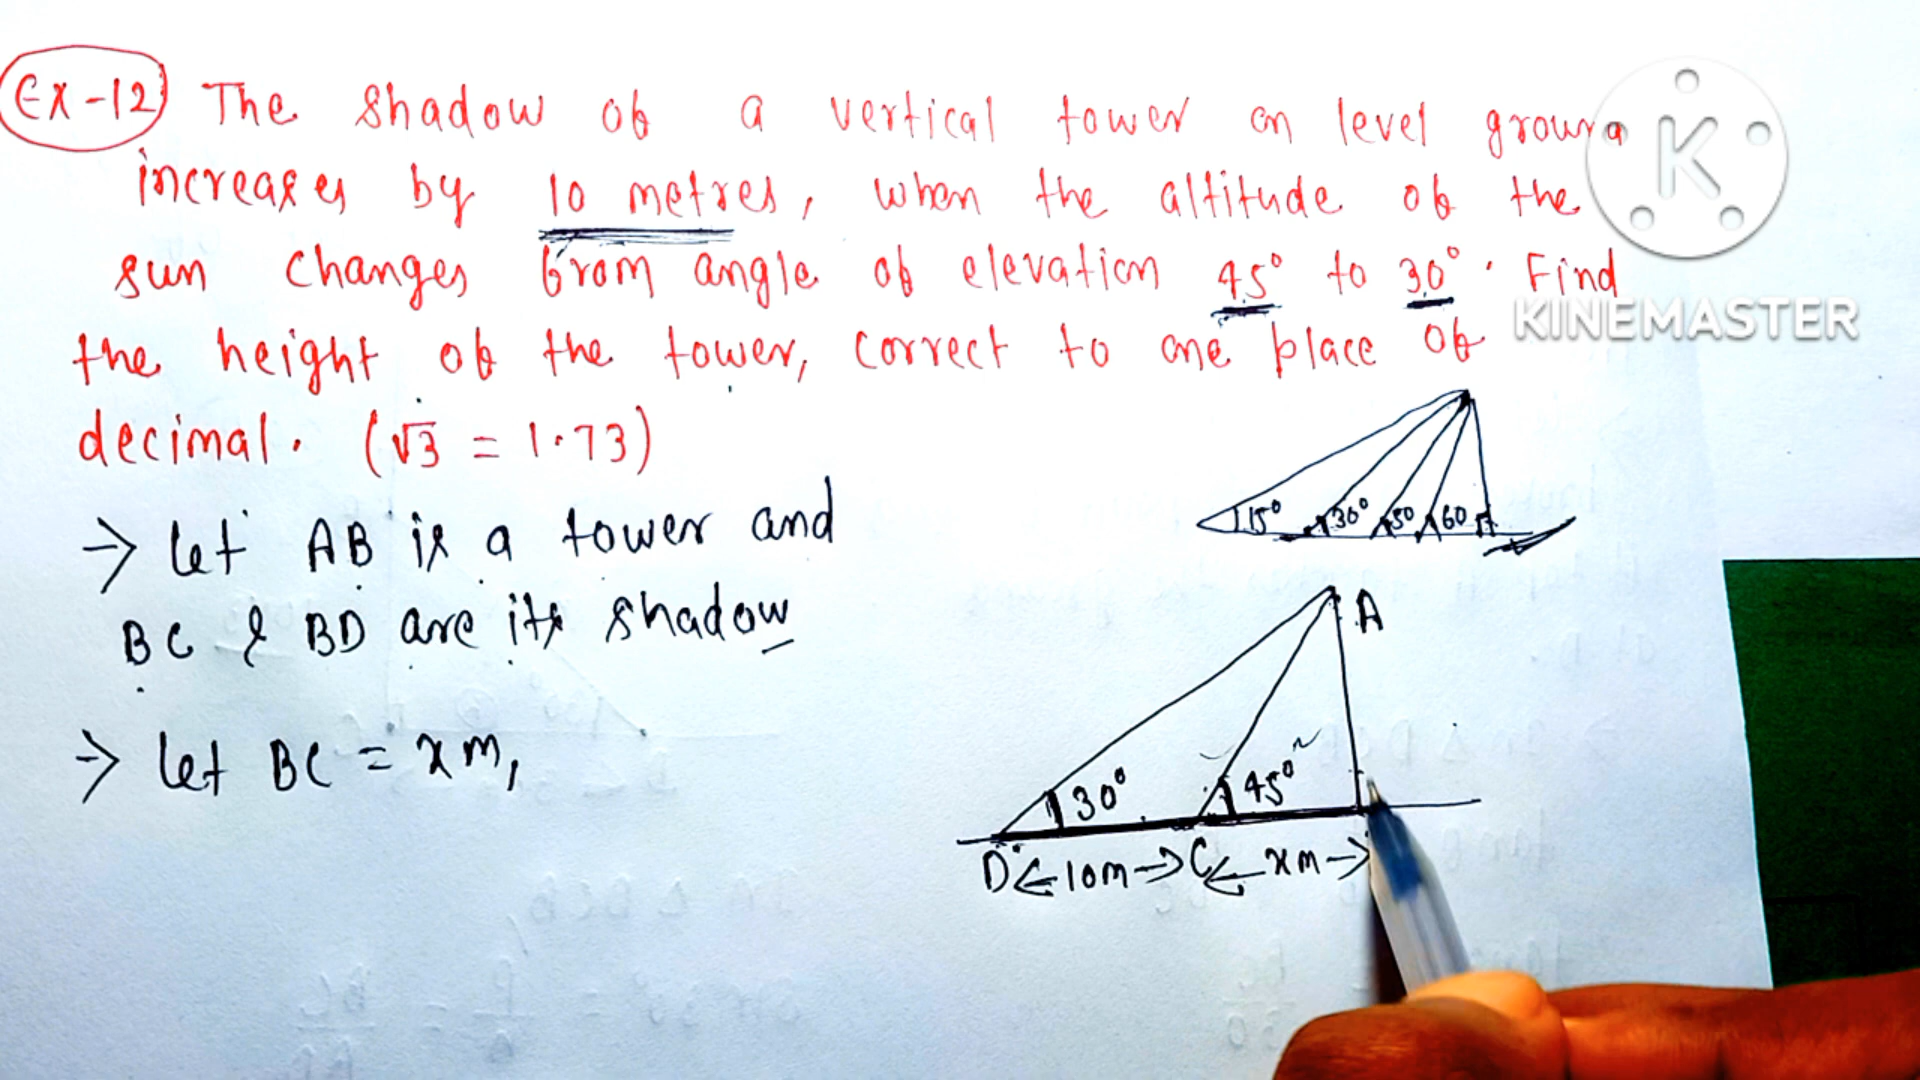 Ex-12 The shadow of a vertical tower on level ground
increases by 10 metres, when the altitude of the
sun changes from angle of elevation 45° to 30°. Find
the height of the tower, correct to one place of
decimal. (√3 = 1.73)
→ Let AB is a tower and
BC & BD are its shadow
→ Let BC = x m,
15° 30° 50 60
A
30° 45°
D ← 10m → C ← x m →
K
KINEMASTER